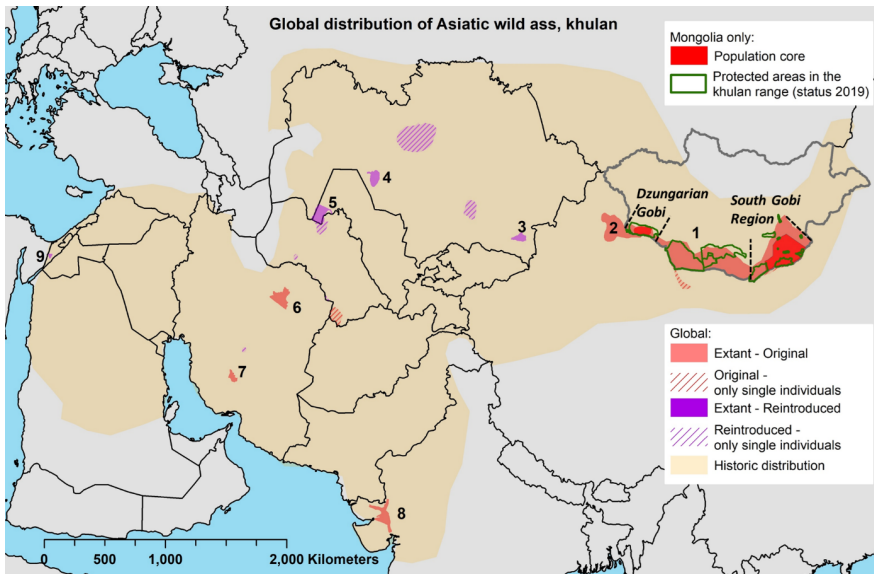 Global distribution of Asiatic wild ass, khulan
Mongolia only:
Population core
Protected areas in the
khulan range (status 2019)
4
Dzungarian
Gobi
South Gobi
Region
5
3
2
1
9
6
7
8
Global:
Extant - Original
Original -
only single individuals
Extant - Reintroduced
Reintroduced -
only single individuals
Historic distribution
0 500 1,000 2,000 Kilometers